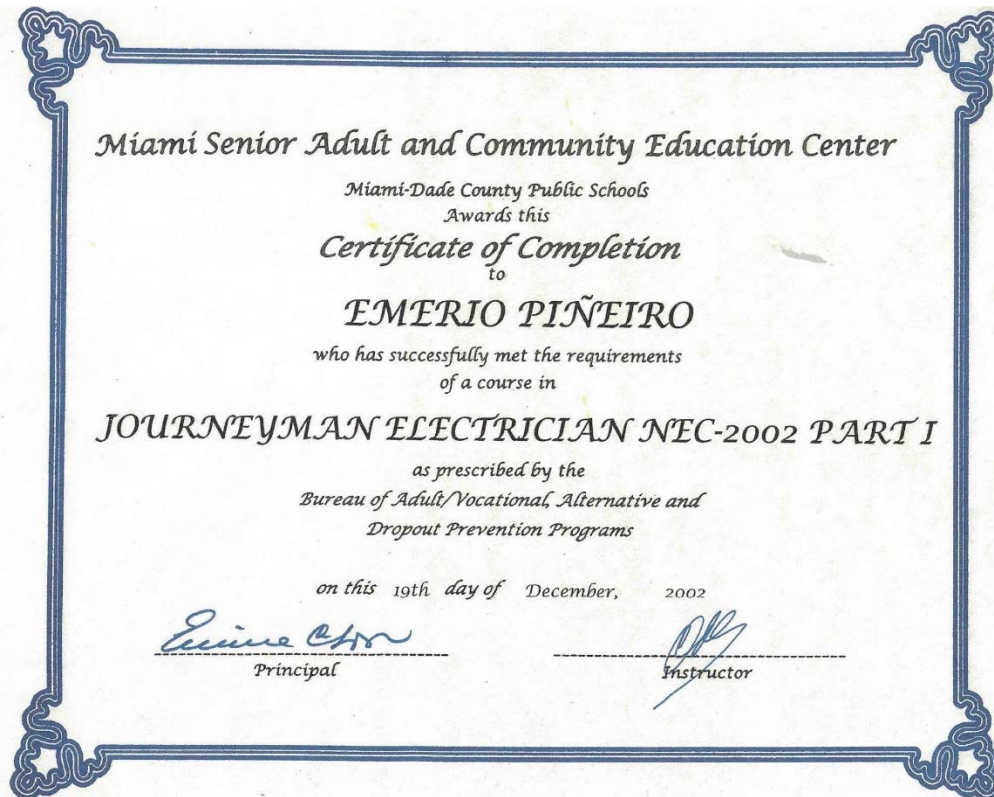 Miami Senior Adult and Community Education Center
Miami-Dade County Public Schools
Awards this
Certificate of Completion
to
EMERIO PIÑEIRO
who has successfully met the requirements
of a course in
JOURNEYMAN ELECTRICIAN NEC-2002 PART I
as prescribed by the
Bureau of Adult/Vocational, Alternative and
Dropout Prevention Programs
on this 19th day of December, 2002
Principal Instructor